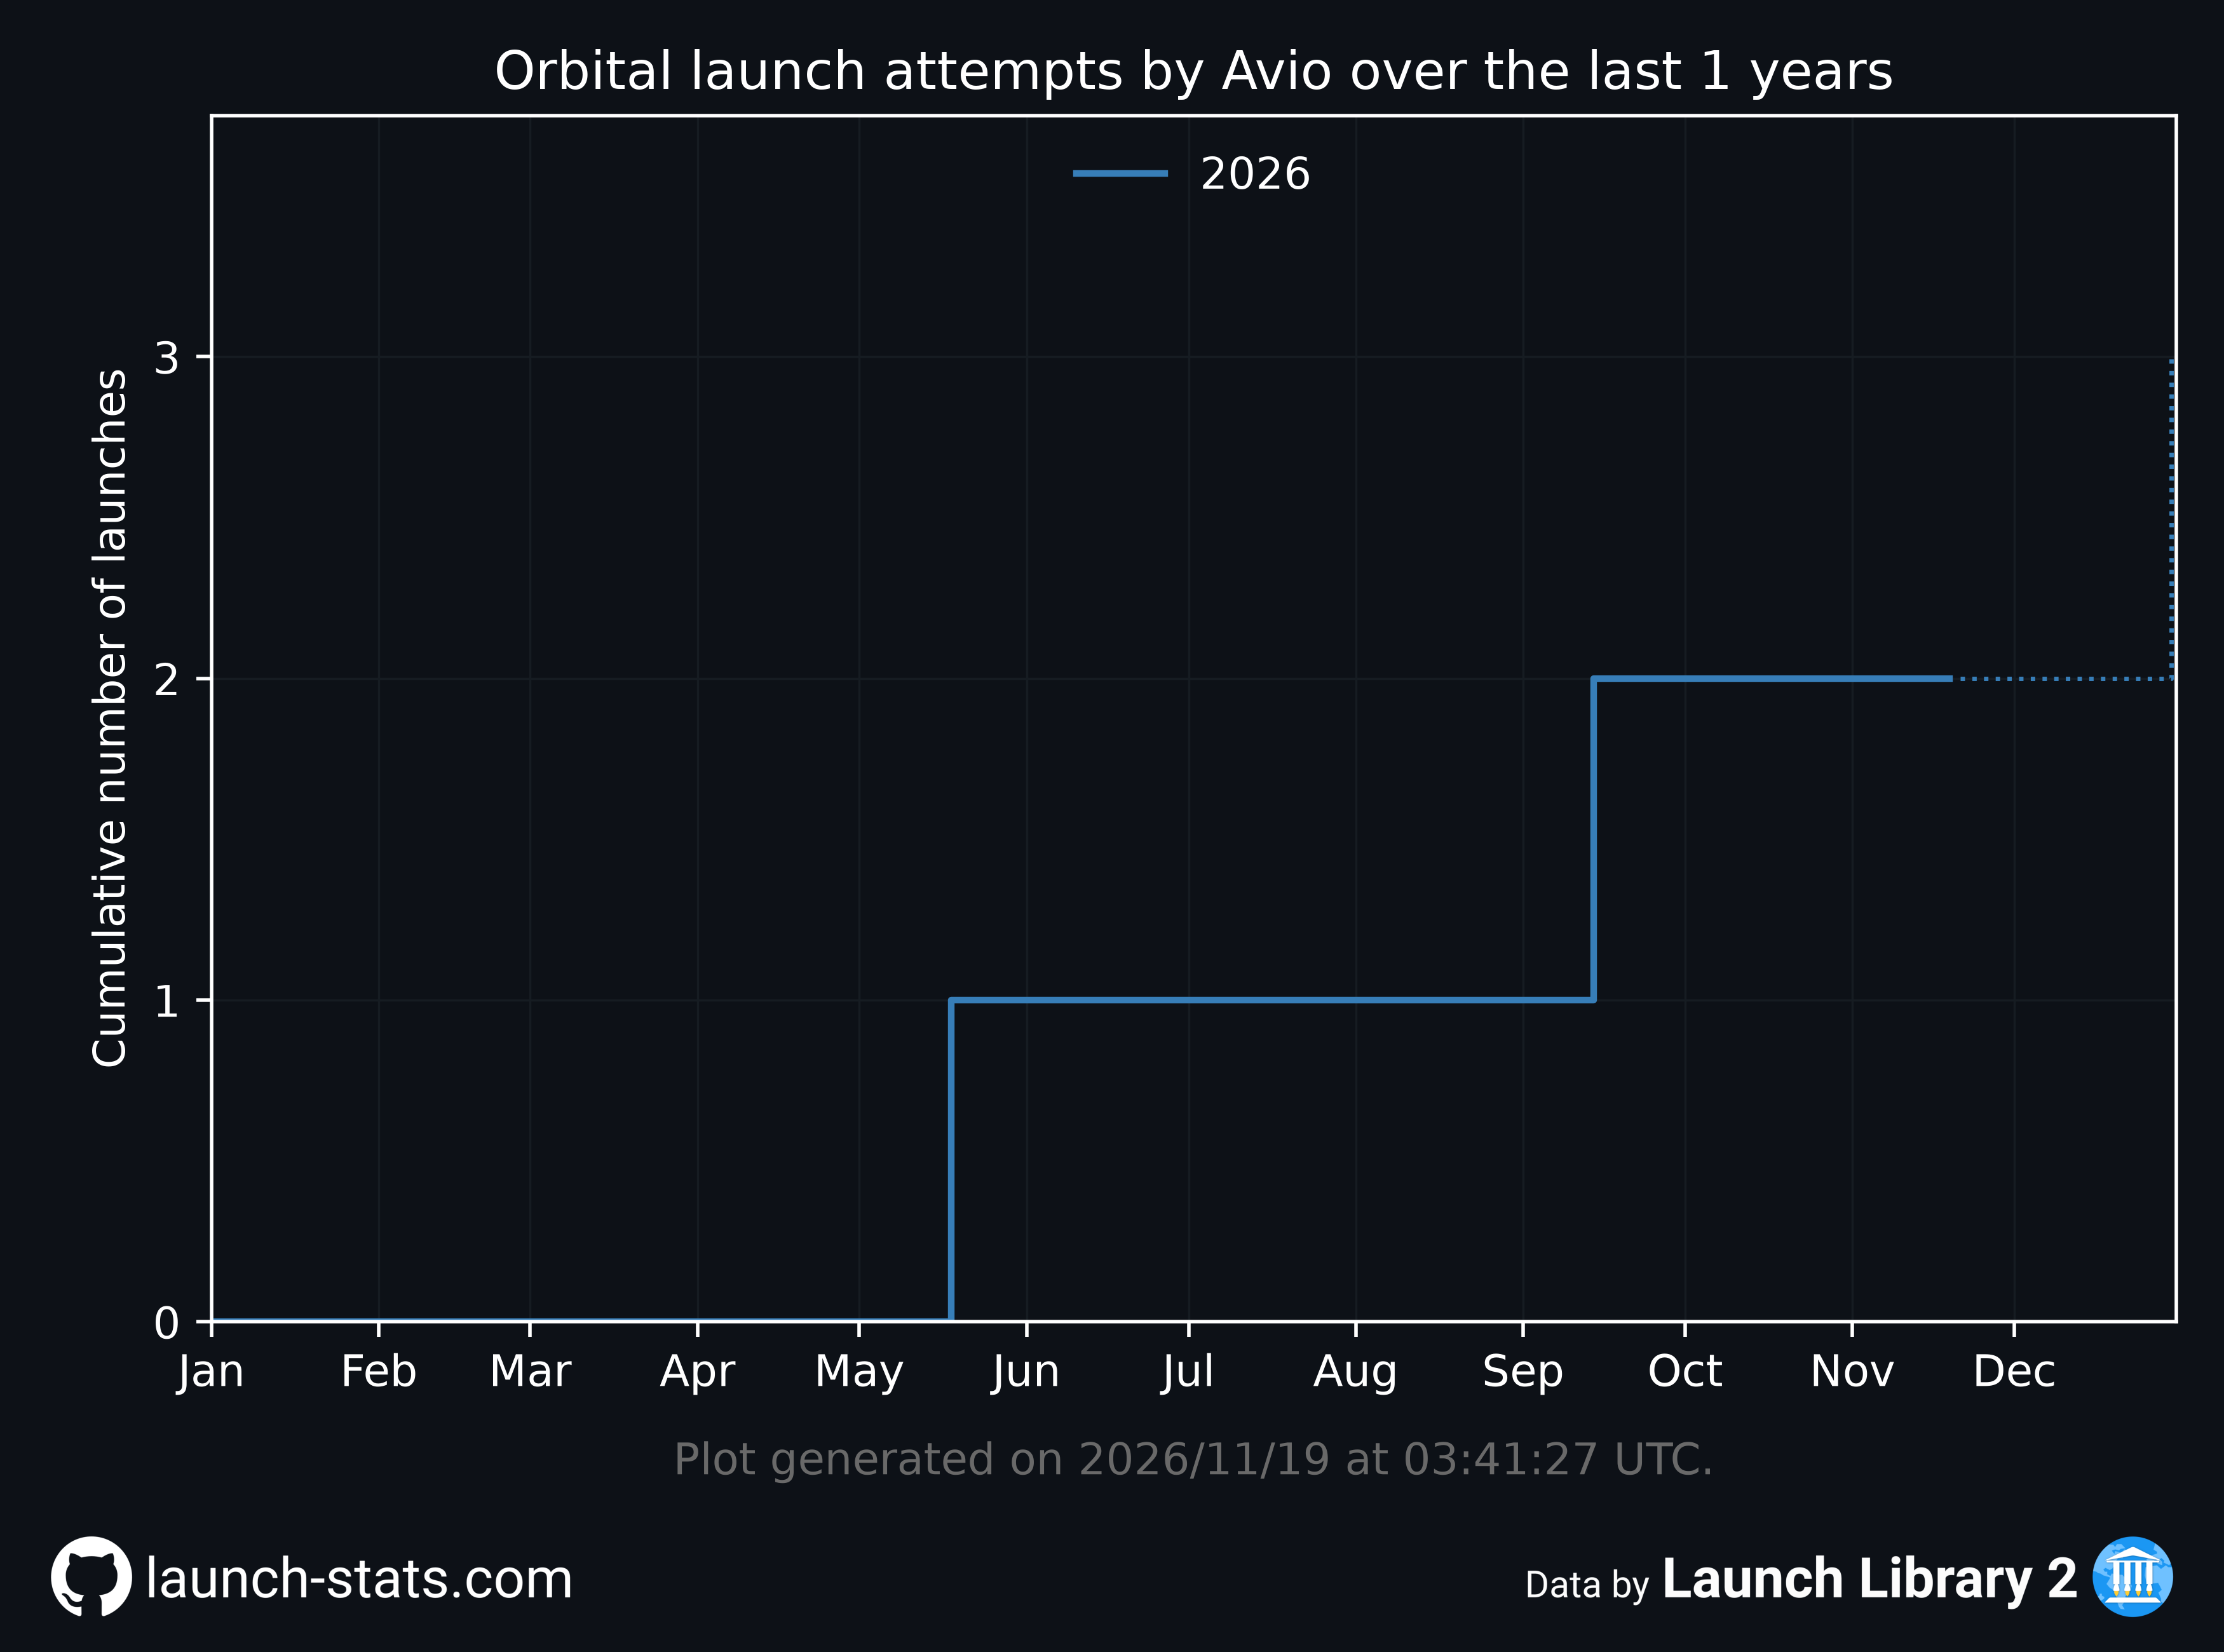 Orbital launch attempts by Avio over the last 1 years
2026
Cumulative number of launches
3
2
1
0
Jan Feb Mar Apr May Jun Jul Aug Sep Oct Nov Dec
Plot generated on 2026/11/19 at 03:41:27 UTC.
launch-stats.com
Data by Launch Library 2